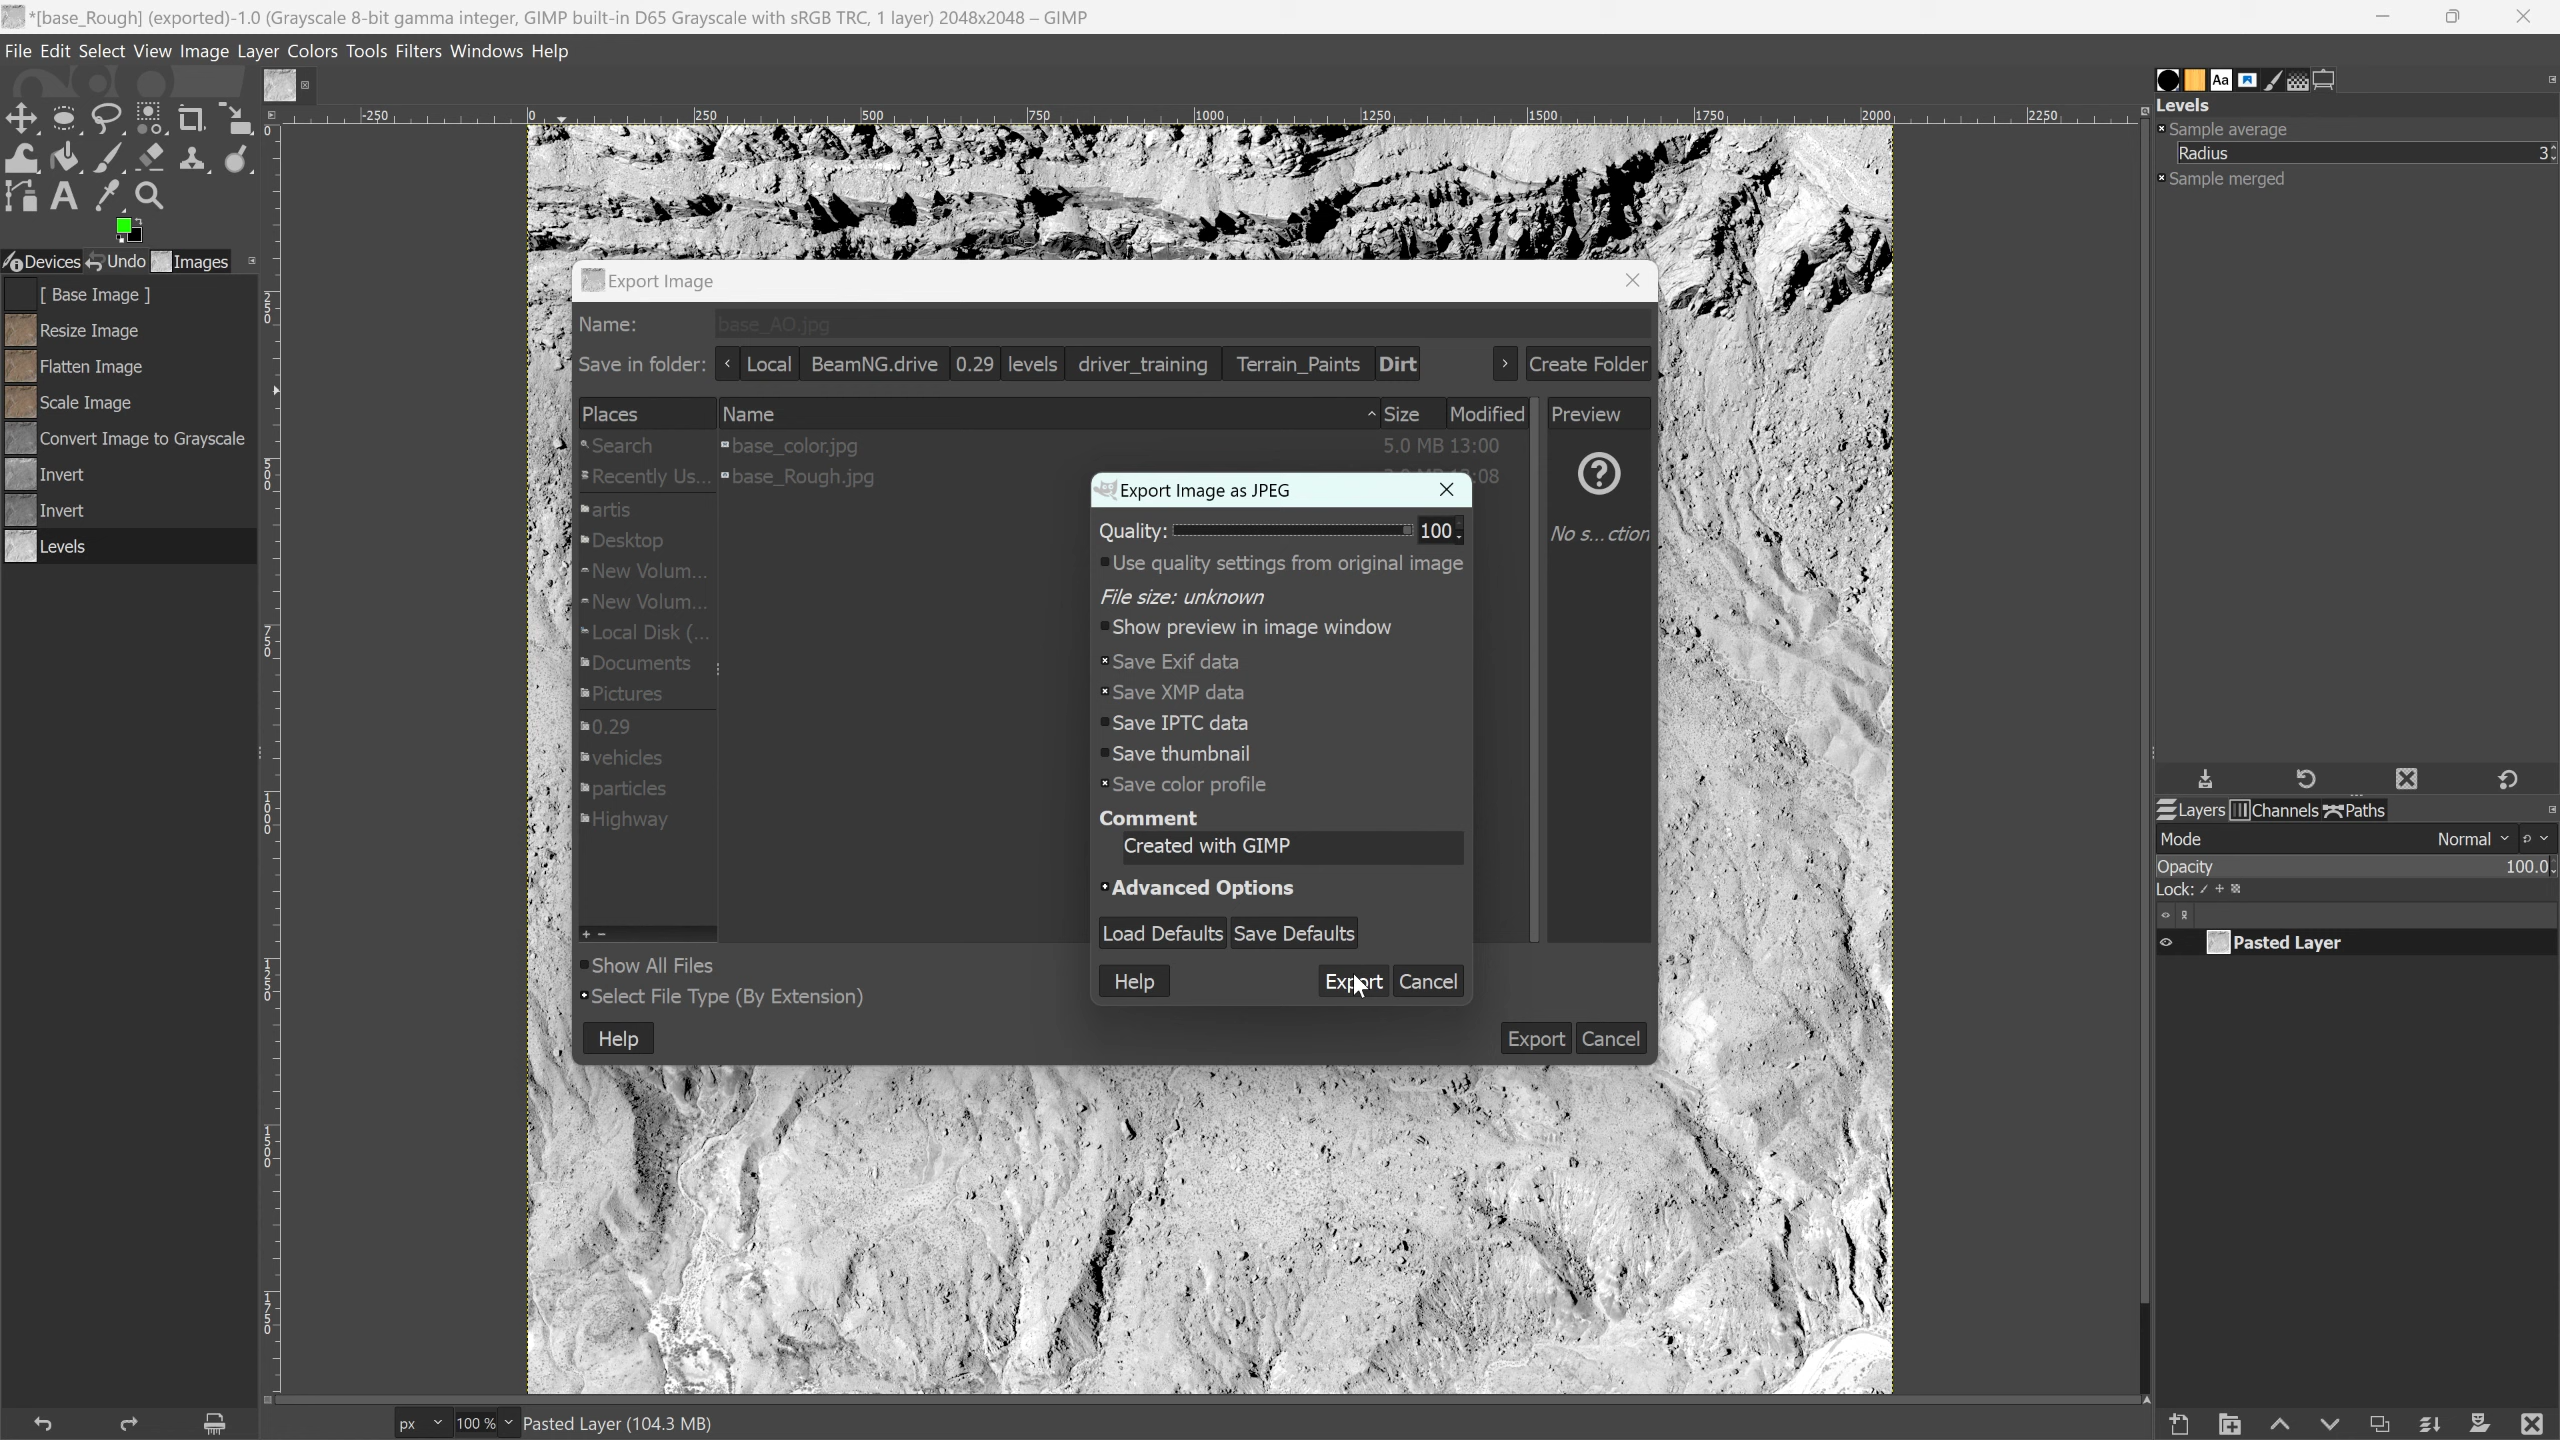 *[base_Rough] (exported)-1.0 (Grayscale 8-bit gamma integer, GIMP built-in D65 Grayscale with sRGB TRC, 1 layer) 2048x2048 – GIMP
File Edit Select View Image Layer Colors Tools Filters Windows Help
-250 0 250 500 750 1000 1250 1500 1750 2000 2250
Devices Undo Images
[ Base Image ]
Resize Image
Flatten Image
Scale Image
Convert Image to Grayscale
Invert
Invert
Levels
0
250
500
750
1000
1250
1500
1750
Export Image
Name: base_AO.jpg
Save in folder: Local BeamNG.drive 0.29 levels driver_training Terrain_Paints Dirt Create Folder
Places Name Size Modified Preview
Search base_color.jpg 5.0 MB 13:00
Recently Us... base_Rough.jpg :08
artis
Desktop
No s...ction
New Volum...
New Volum...
Local Disk (...
Documents
Pictures
0.29
vehicles
particles
Highway
Show All Files
Select File Type (By Extension)
Help Export Cancel
Export Image as JPEG
Quality: 100
Use quality settings from original image
File size: unknown
Show preview in image window
Save Exif data
Save XMP data
Save IPTC data
Save thumbnail
Save color profile
Comment
Created with GIMP
Advanced Options
Load Defaults Save Defaults
Help Export Cancel
Aa
Levels
Sample average
Radius 3
Sample merged
Layers Channels Paths
Mode Normal
Opacity 100.0
Lock:
Pasted Layer
px 100 % Pasted Layer (104.3 MB)